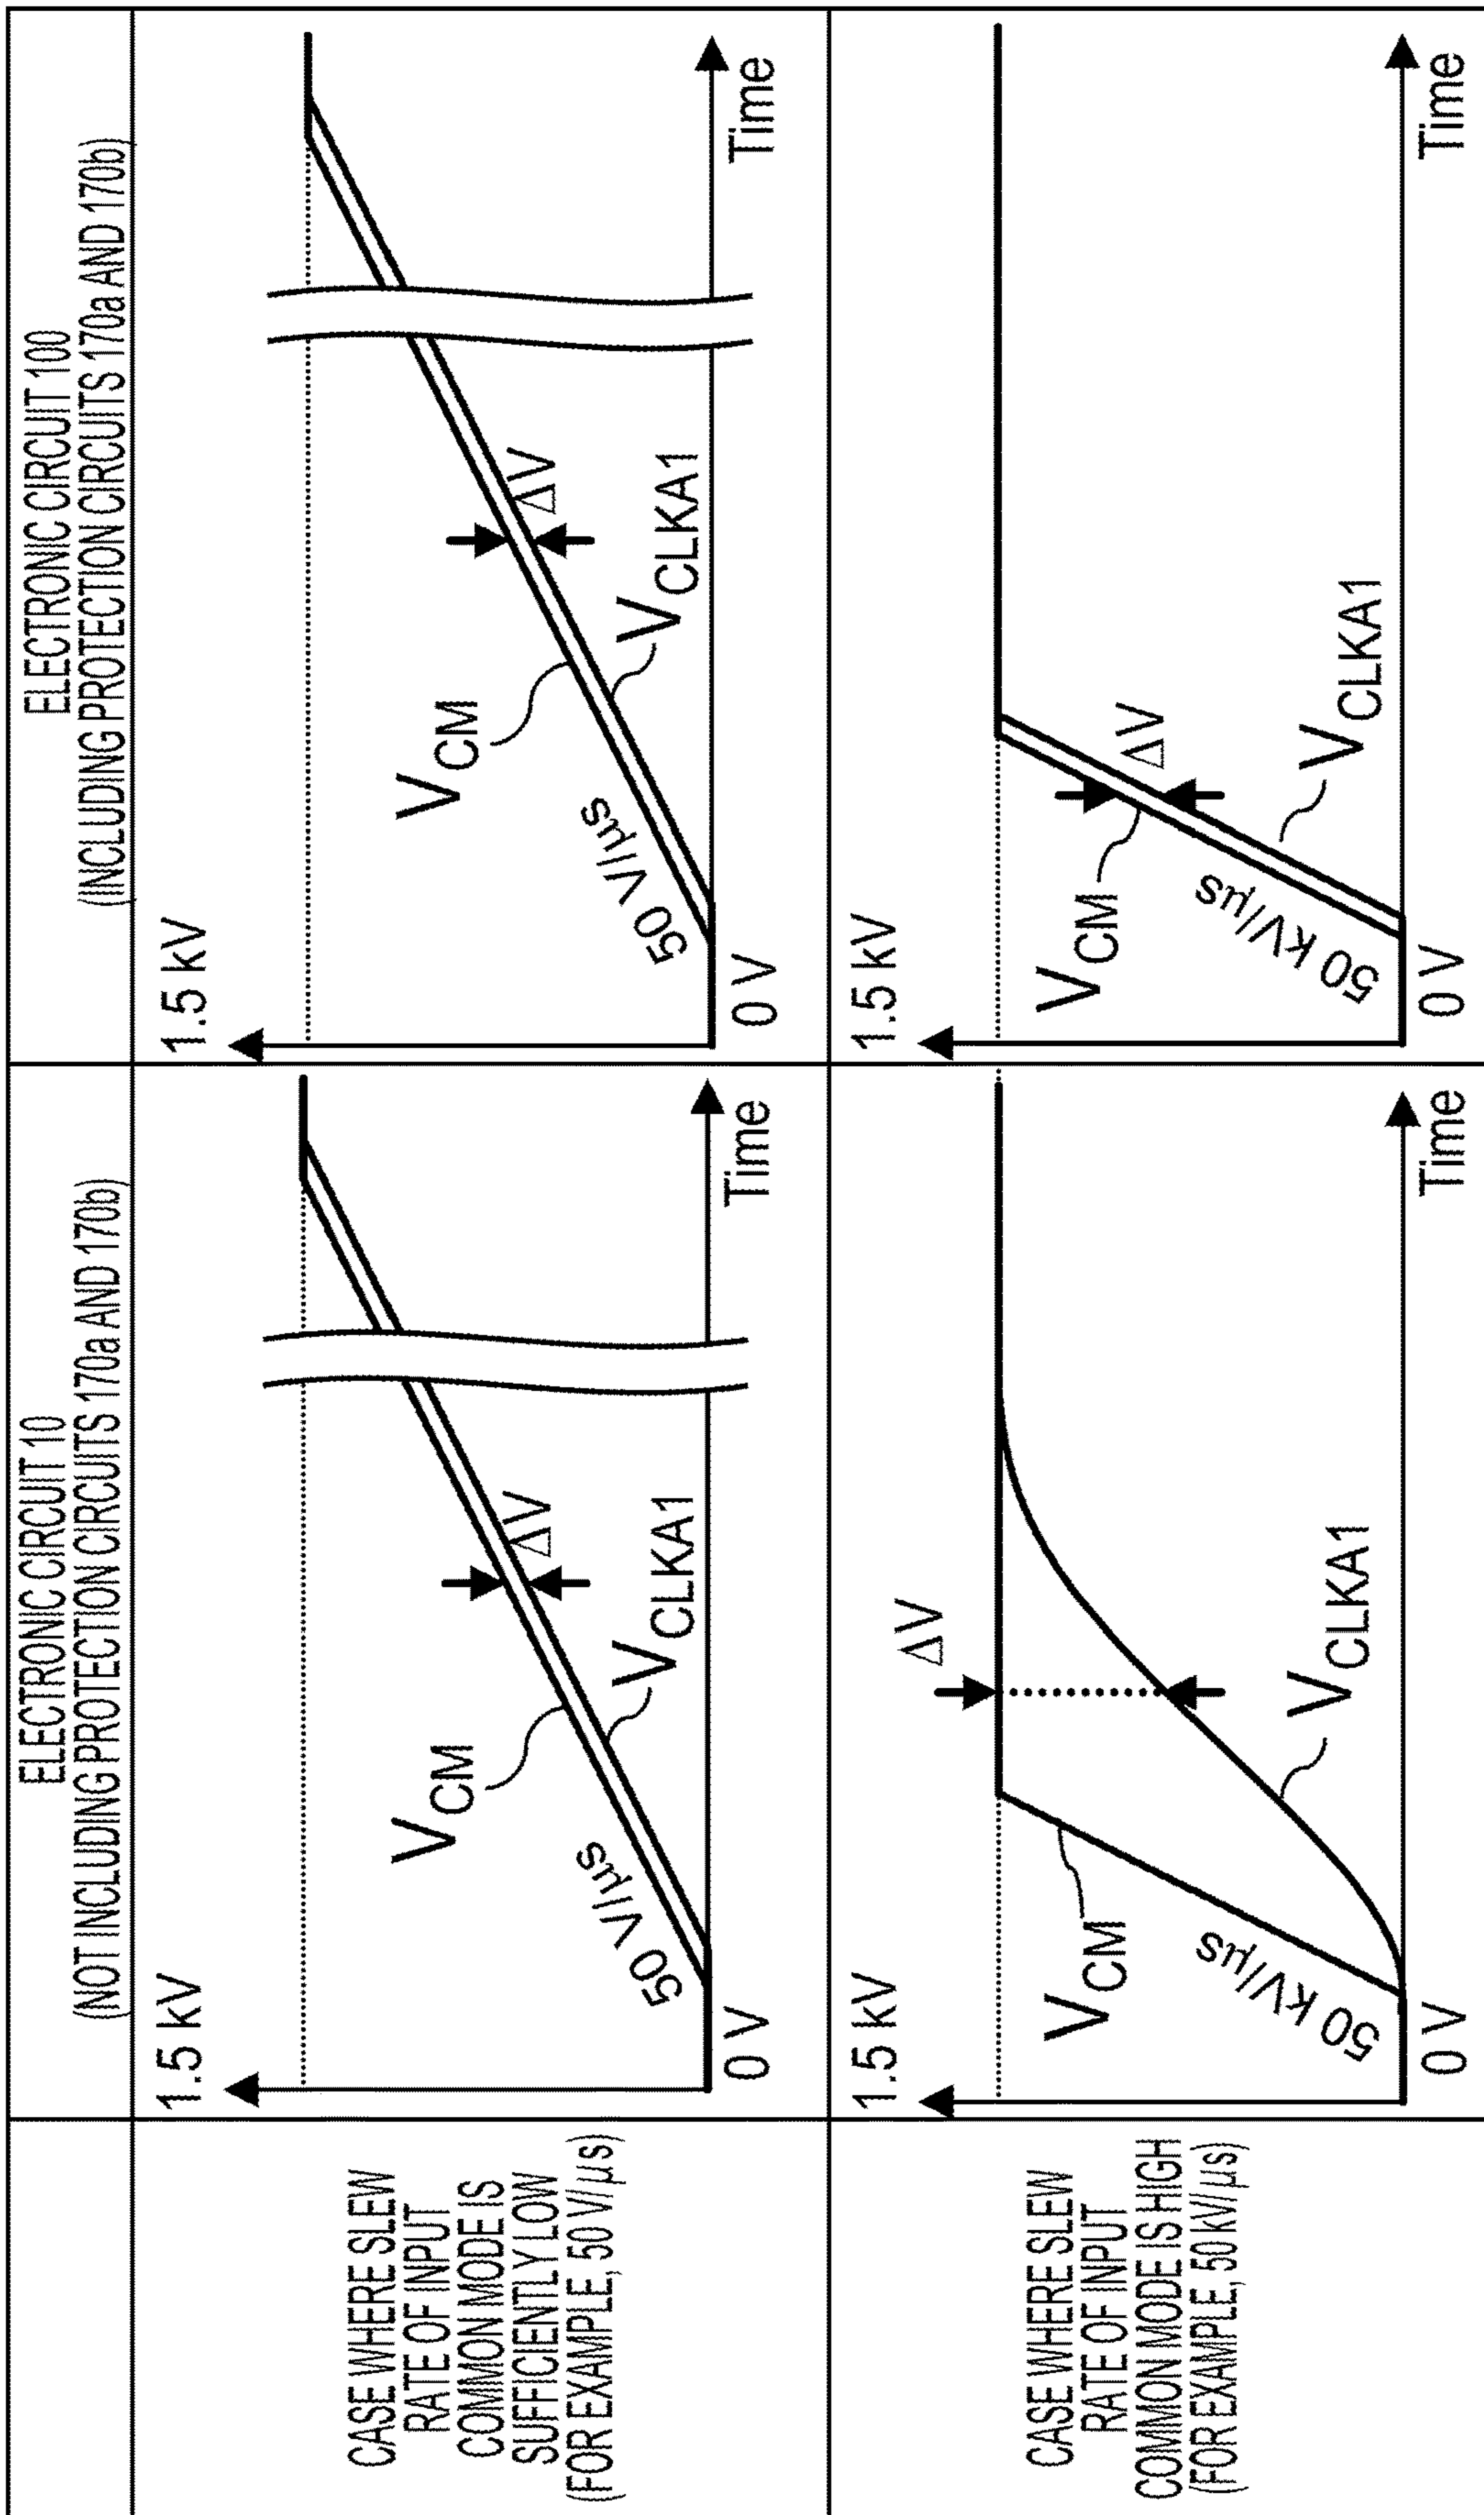 ELECTRONIC CIRCUIT 10
(NOT INCLUDING PROTECTION CIRCUITS 170a AND 170b)
ELECTRONIC CIRCUIT 100
(INCLUDING PROTECTION CIRCUITS 170a AND 170b)
CASE WHERE SLEW
RATE OF INPUT
COMMON MODE IS
SUFFICIENTLY LOW
(FOR EXAMPLE, 50 V/µs)
1.5 kV
VCM
ΔV
50 V/µs
VCLKA1
0 V
Time
1.5 kV
VCM
ΔV
50 V/µs
VCLKA1
0 V
Time
CASE WHERE SLEW
RATE OF INPUT
COMMON MODE IS HIGH
(FOR EXAMPLE, 50 kV/µs)
1.5 kV
ΔV
VCM
50 kV/µs
VCLKA1
0 V
Time
1.5 kV
VCM
ΔV
50 kV/µs
VCLKA1
0 V
Time